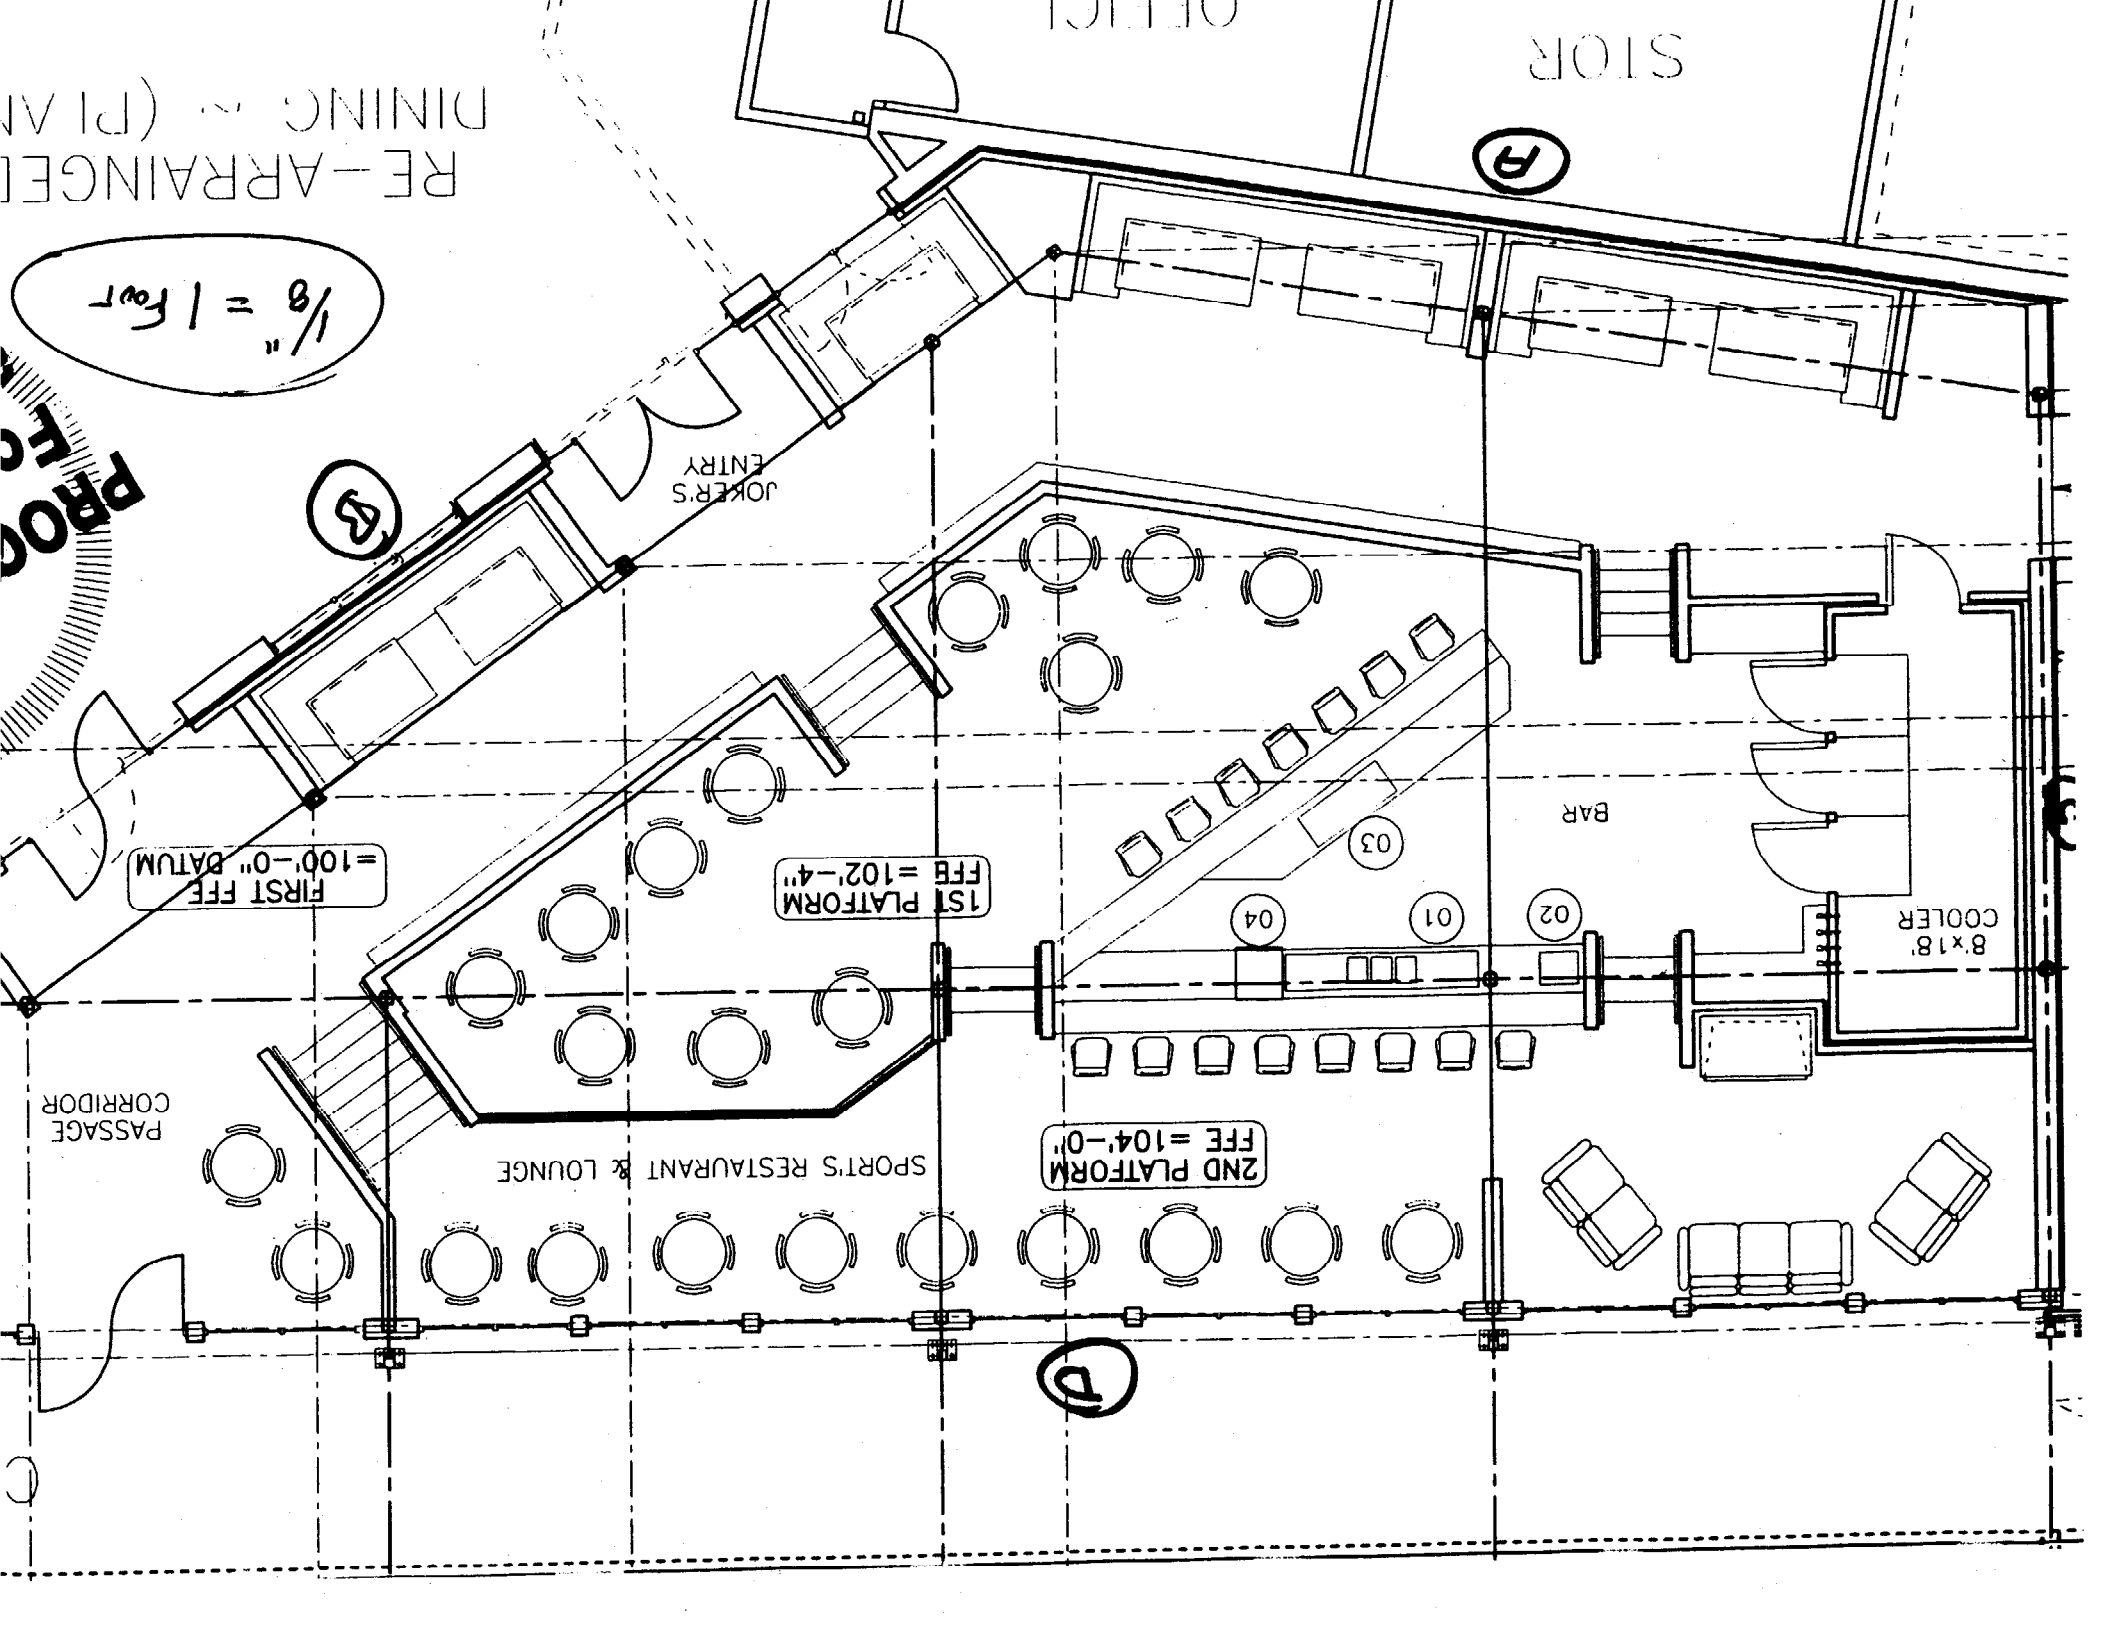 D
2ND PLATFORM
FFE =104'-0"
SPORT'S RESTAURANT & LOUNGE
PASSAGE
CORRIDOR
8'x18'
COOLER
02
01
04
1ST PLATFORM
FFE =102'-4"
FIRST FFE
=100'-0" DATUM
03
BAR
JOKER'S
ENTRY
B
1/8" = 1 Foot
A
RE-ARRAINGED
DINING ~ (PLAN
STOR
OFFICE